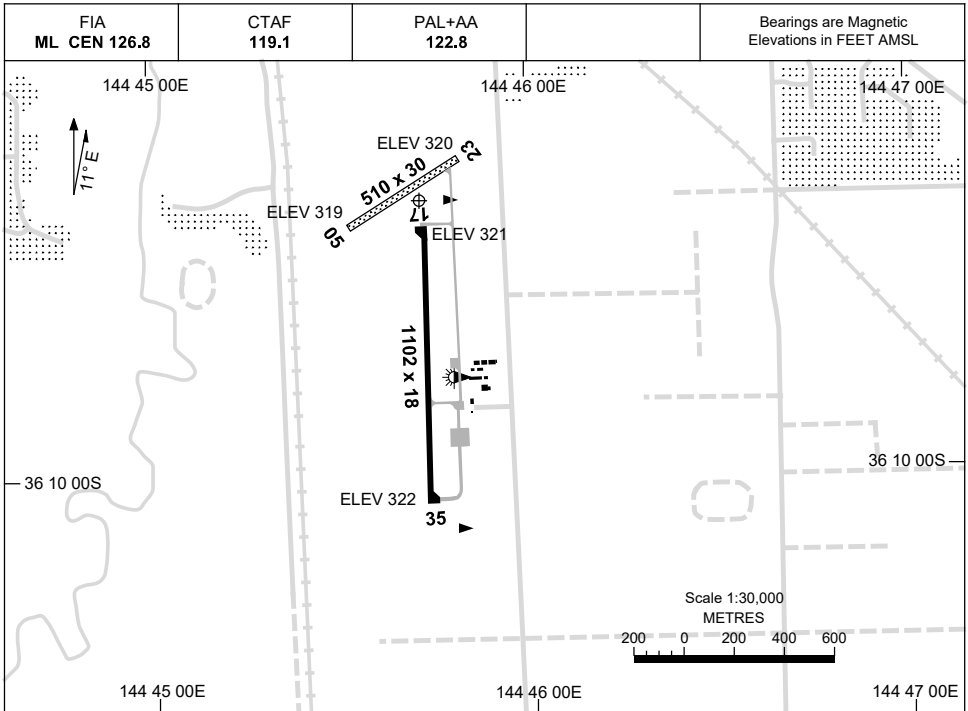 FIA
ML CEN 126.8
CTAF
119.1
PAL+AA
122.8
Bearings are Magnetic
Elevations in FEET AMSL
144 45 00E
144 46 00E
144 47 00E
11° E
ELEV 320
23
510 x 30
ELEV 319
05
17
ELEV 321
1102 x 18
36 10 00S
36 10 00S
ELEV 322
35
Scale 1:30,000
METRES
200 0 200 400 600
144 45 00E
144 46 00E
144 47 00E